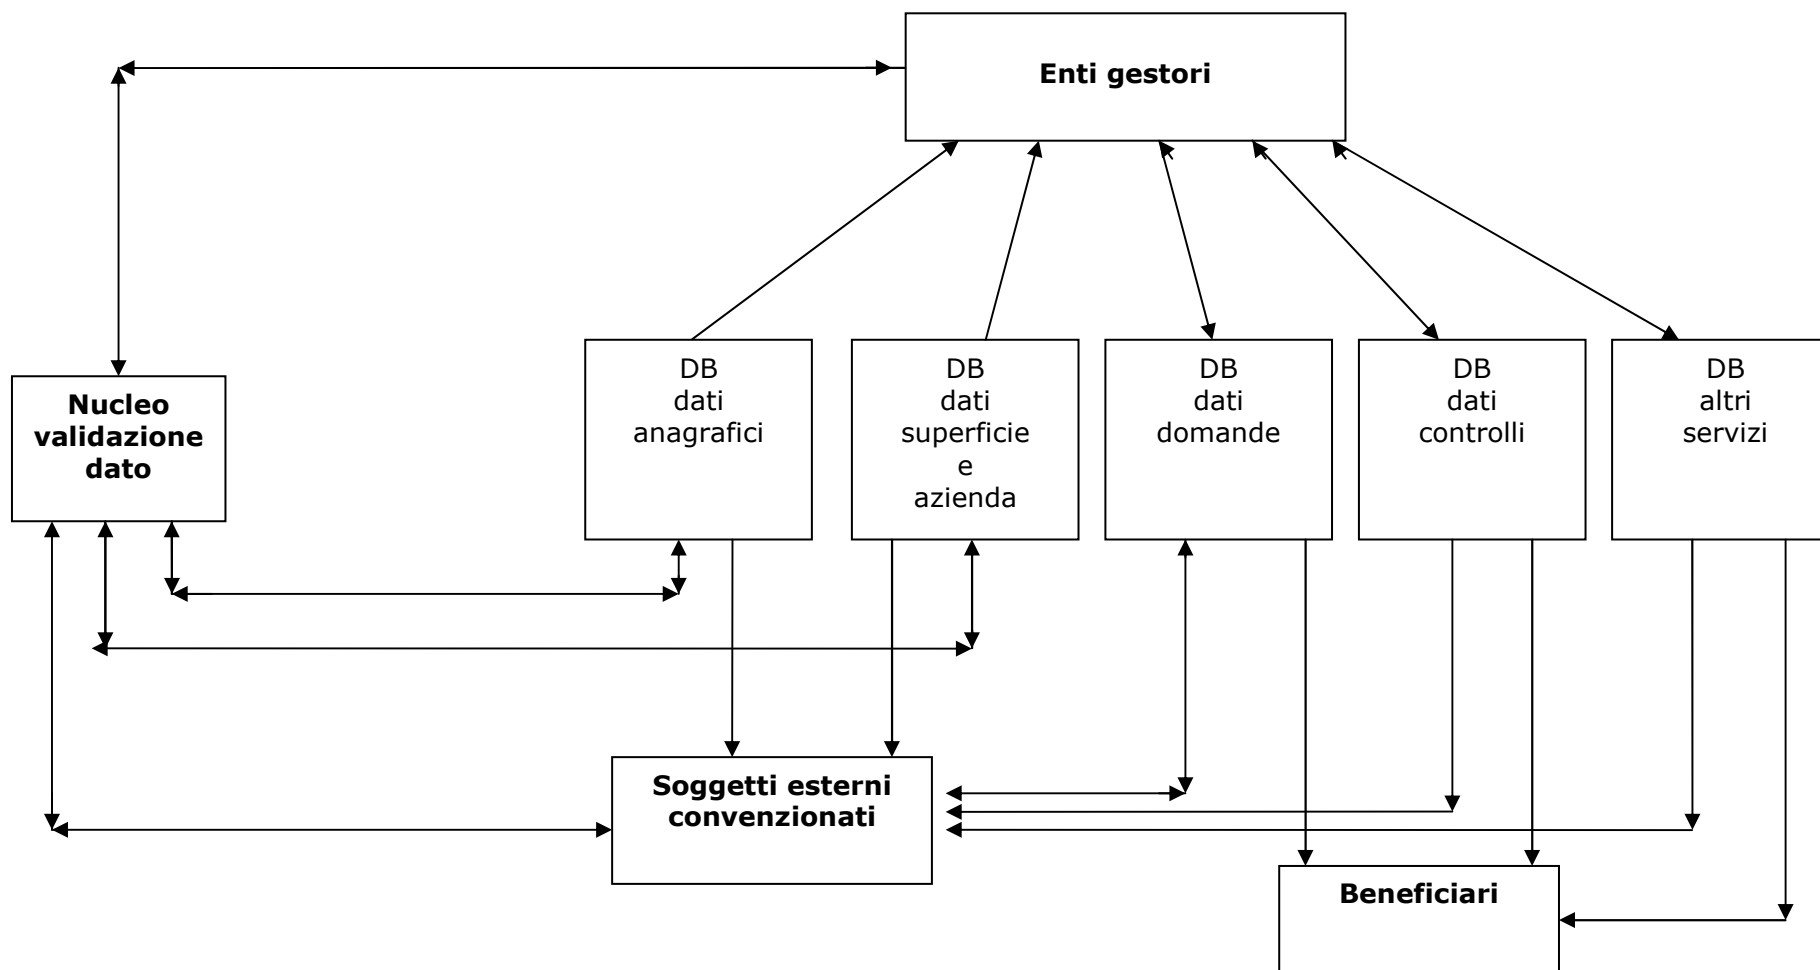 Enti gestori
Nucleo
validazione
dato
DB
dati
anagrafici
DB
dati
superficie
e
azienda
DB
dati
domande
DB
dati
controlli
DB
altri
servizi
Soggetti esterni
convenzionati
Beneficiari